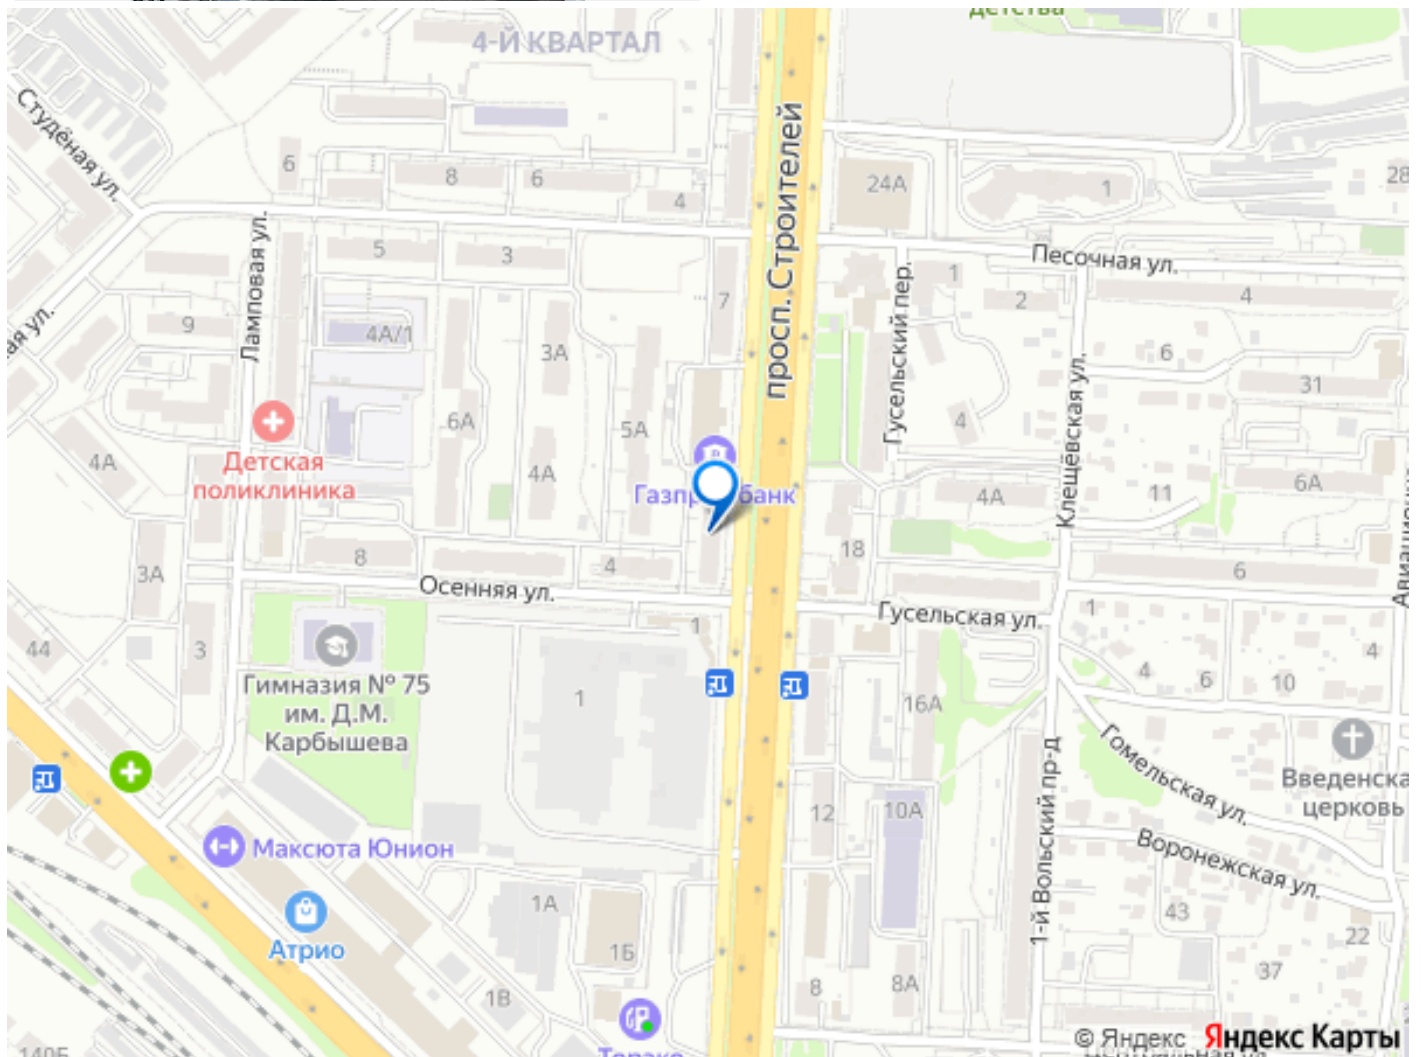 детства
4-Й КВАРТАЛ
Студёная ул.
просп. Строителей
6
8
6
4
24А
1
28
Ламповая ул.
5
3
Песочная ул.
Гусельский пер.
1
2
4
7
ая ул.
9
4А/1
3А
Клещёвская ул.
6
31
6А
5А
4
4А
Детская
поликлиника
4А
Газпр банк
4А
11
6А
18
8
4
3А
6
Осенняя ул.
Гусельская ул.
1
1
44
3
4
4
6
10
Гимназия № 75
им. Д.М.
Карбышева
1
16А
Гомельская ул.
1-й Вольский пр-д
Введенска
церковь
12
10А
Максюта Юнион
Воронежская ул.
1А
43
22
Атрио
1Б
37
1В
8
8А
© Яндекс Яндекс Карты
140Б